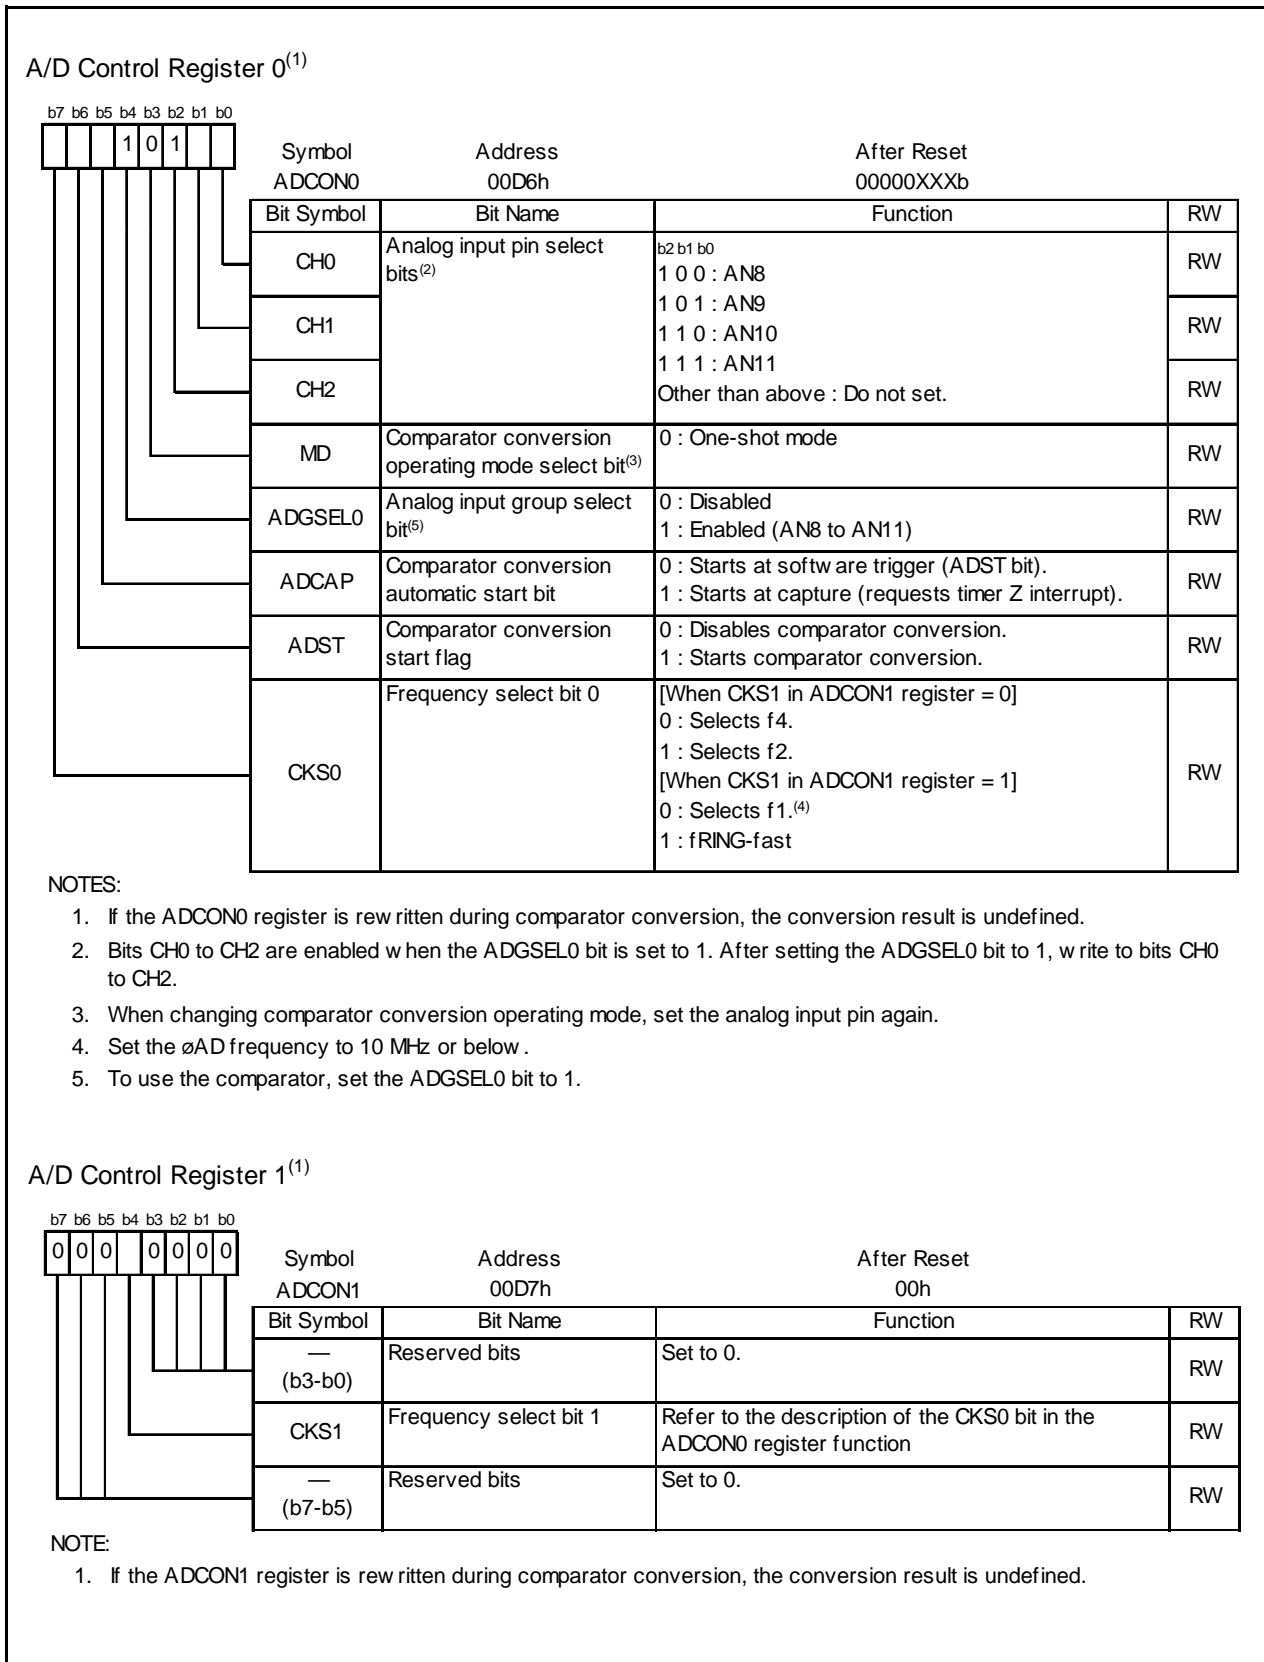 A/D Control Register 0(1)
b7 b6 b5 b4 b3 b2 b1 b0
1 0 1
Symbol Address After Reset
ADCON0 00D6h 00000XXXb
Bit Symbol Bit Name Function RW
CH0 Analog input pin select bits(2) b2 b1 b0 RW
1 0 0 : AN8
1 0 1 : AN9
CH1 1 1 0 : AN10 RW
1 1 1 : AN11
CH2 Other than above : Do not set. RW
MD Comparator conversion operating mode select bit(3) 0 : One-shot mode RW
ADGSEL0 Analog input group select bit(5) 0 : Disabled RW
1 : Enabled (AN8 to AN11)
ADCAP Comparator conversion automatic start bit 0 : Starts at software trigger (ADST bit). RW
1 : Starts at capture (requests timer Z interrupt).
ADST Comparator conversion start flag 0 : Disables comparator conversion. RW
1 : Starts comparator conversion.
CKS0 Frequency select bit 0 [When CKS1 in ADCON1 register = 0] RW
0 : Selects f4.
1 : Selects f2.
[When CKS1 in ADCON1 register = 1]
0 : Selects f1.(4)
1 : fRING-fast
NOTES:
1. If the ADCON0 register is rewritten during comparator conversion, the conversion result is undefined.
2. Bits CH0 to CH2 are enabled when the ADGSEL0 bit is set to 1. After setting the ADGSEL0 bit to 1, write to bits CH0
to CH2.
3. When changing comparator conversion operating mode, set the analog input pin again.
4. Set the øAD frequency to 10 MHz or below.
5. To use the comparator, set the ADGSEL0 bit to 1.
A/D Control Register 1(1)
b7 b6 b5 b4 b3 b2 b1 b0
0 0 0 0 0 0 0
Symbol Address After Reset
ADCON1 00D7h 00h
Bit Symbol Bit Name Function RW
— Reserved bits Set to 0. RW
(b3-b0)
CKS1 Frequency select bit 1 Refer to the description of the CKS0 bit in the RW
ADCON0 register function
— Reserved bits Set to 0. RW
(b7-b5)
NOTE:
1. If the ADCON1 register is rewritten during comparator conversion, the conversion result is undefined.